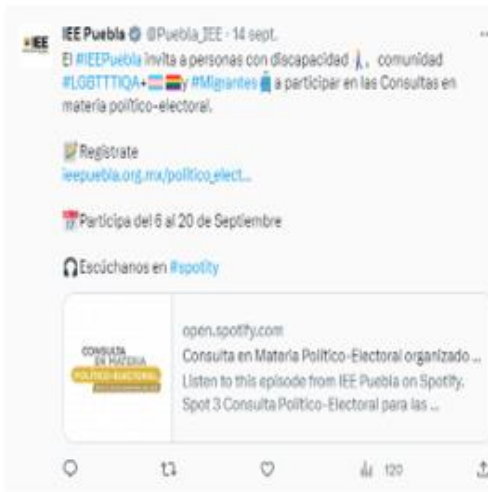 IEE Puebla @Puebla_IEE · 14 sept.
El #IEEPuebla invita a personas con discapacidad, comunidad
#LGBTTTIQA+ y #Migrantes a participar en las Consultas en
materia político-electoral.
Regístrate
ieepuebla.org.mx/politico_elect...
Participa del 6 al 20 de Septiembre
Escúchanos en #spotity
open.spotify.com
Consulta en Materia Político-Electoral organizado ...
Listen to this episode from IEE Puebla on Spotify.
Spot 3 Consulta Político-Electoral para las ...
CONSULTA
EN MATERIA
POLÍTICO-ELECTORAL
120